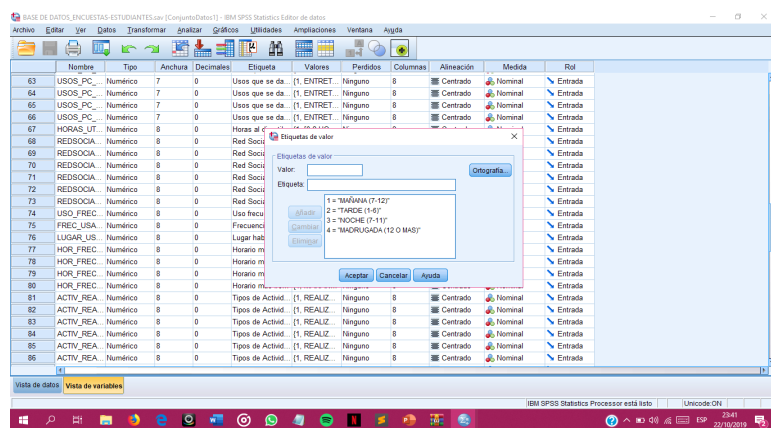 BASE DE DATOS_ENCUESTAS-ESTUDIANTES.sav [ConjuntoDatos1] - IBM SPSS Statistics Editor de datos
Archivo Editar Ver Datos Transformar Analizar Gráficos Utilidades Ampliaciones Ventana Ayuda
Nombre Tipo Anchura Decimales Etiqueta Valores Perdidos Columnas Alineación Medida Rol
63 USOS_PC_... Numérico 7 0 Usos que se da... {1, ENTRET... Ninguno 8 Centrado Nominal Entrada
64 USOS_PC_... Numérico 7 0 Usos que se da... {1, ENTRET... Ninguno 8 Centrado Nominal Entrada
65 USOS_PC_... Numérico 7 0 Usos que se da... {1, ENTRET... Ninguno 8 Centrado Nominal Entrada
66 USOS_PC_... Numérico 7 0 Usos que se da... {1, ENTRET... Ninguno 8 Centrado Nominal Entrada
67 HORAS_UT... Numérico 8 0 Horas al Entrada
68 REDSOCIA... Numérico 8 0 Red Socia Entrada
69 REDSOCIA... Numérico 8 0 Red Socia Entrada
70 REDSOCIA... Numérico 8 0 Red Socia Entrada
71 REDSOCIA... Numérico 8 0 Red Socia Entrada
72 REDSOCIA... Numérico 8 0 Red Socia Entrada
73 REDSOCIA... Numérico 8 0 Red Socia Entrada
74 USO_FREC... Numérico 8 0 Uso frecu Entrada
75 FREC_USA... Numérico 8 0 Frecuenci Entrada
76 LUGAR_US... Numérico 8 0 Lugar hab Entrada
77 HOR_FREC... Numérico 8 0 Horario m Entrada
78 HOR_FREC... Numérico 8 0 Horario m Entrada
79 HOR_FREC... Numérico 8 0 Horario m Entrada
80 HOR_FREC... Numérico 8 0 Horario Entrada
81 ACTIV_REA... Numérico 8 0 Tipos de Activid... {1, REALIZ... Ninguno 8 Centrado Nominal Entrada
82 ACTIV_REA... Numérico 8 0 Tipos de Activid... {1, REALIZ... Ninguno 8 Centrado Nominal Entrada
83 ACTIV_REA... Numérico 8 0 Tipos de Activid... {1, REALIZ... Ninguno 8 Centrado Nominal Entrada
84 ACTIV_REA... Numérico 8 0 Tipos de Activid... {1, REALIZ... Ninguno 8 Centrado Nominal Entrada
85 ACTIV_REA... Numérico 8 0 Tipos de Activid... {1, REALIZ... Ninguno 8 Centrado Nominal Entrada
86 ACTIV_REA... Numérico 8 0 Tipos de Activid... {1, REALIZ... Ninguno 8 Centrado Nominal Entrada
Etiquetas de valor
Etiquetas de valor
Valor:
Ortografía...
Etiqueta:
1 = "MAÑANA (7-12)"
2 = "TARDE (1-6)"
3 = "NOCHE (7-11)"
4 = "MADRUGADA (12 O MAS)"
Añadir
Cambiar
Eliminar
Aceptar Cancelar Ayuda
Vista de datos Vista de variables
IBM SPSS Statistics Processor está listo Unicode:ON
ESP 23:41
22/10/2019